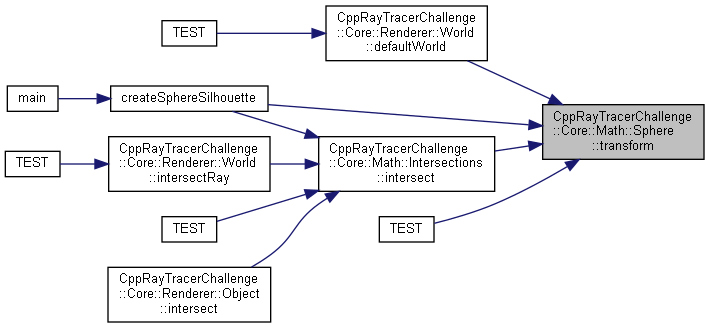 TEST
CppRayTracerChallenge
::Core::Renderer::World
::defaultWorld
main
createSphereSilhouette
CppRayTracerChallenge
::Core::Math::Sphere
::transform
TEST
CppRayTracerChallenge
::Core::Renderer::World
::intersectRay
CppRayTracerChallenge
::Core::Math::Intersections
::intersect
TEST
TEST
CppRayTracerChallenge
::Core::Renderer::Object
::intersect